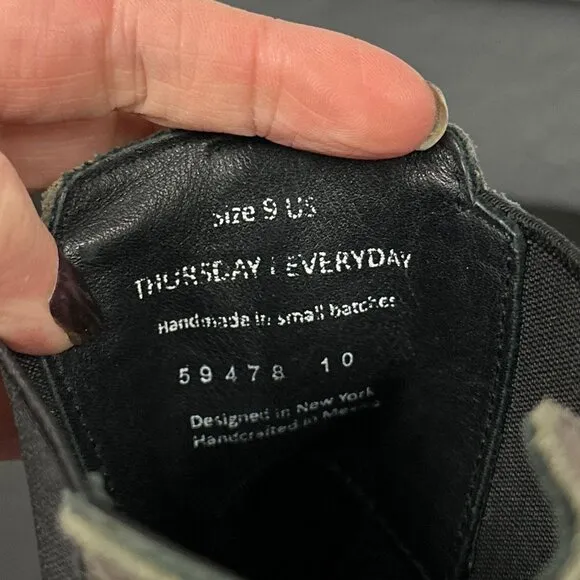 Size 9 US
THURSDAY | EVERYDAY
Handmade in small batches
59478 10
Designed in New York
Handcrafted in Mexico